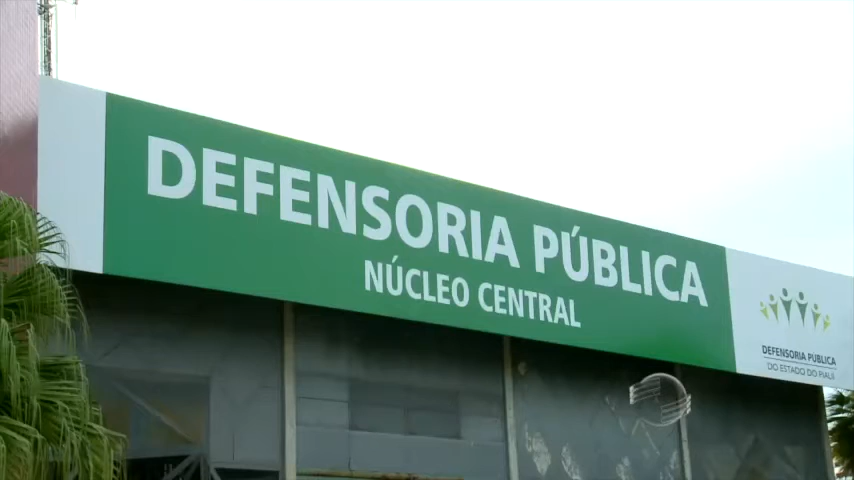 DEFENSORIA PÚBLICA
NÚCLEO CENTRAL
DEFENSORIA PÚBLICA
DO ESTADO DO PIAUÍ